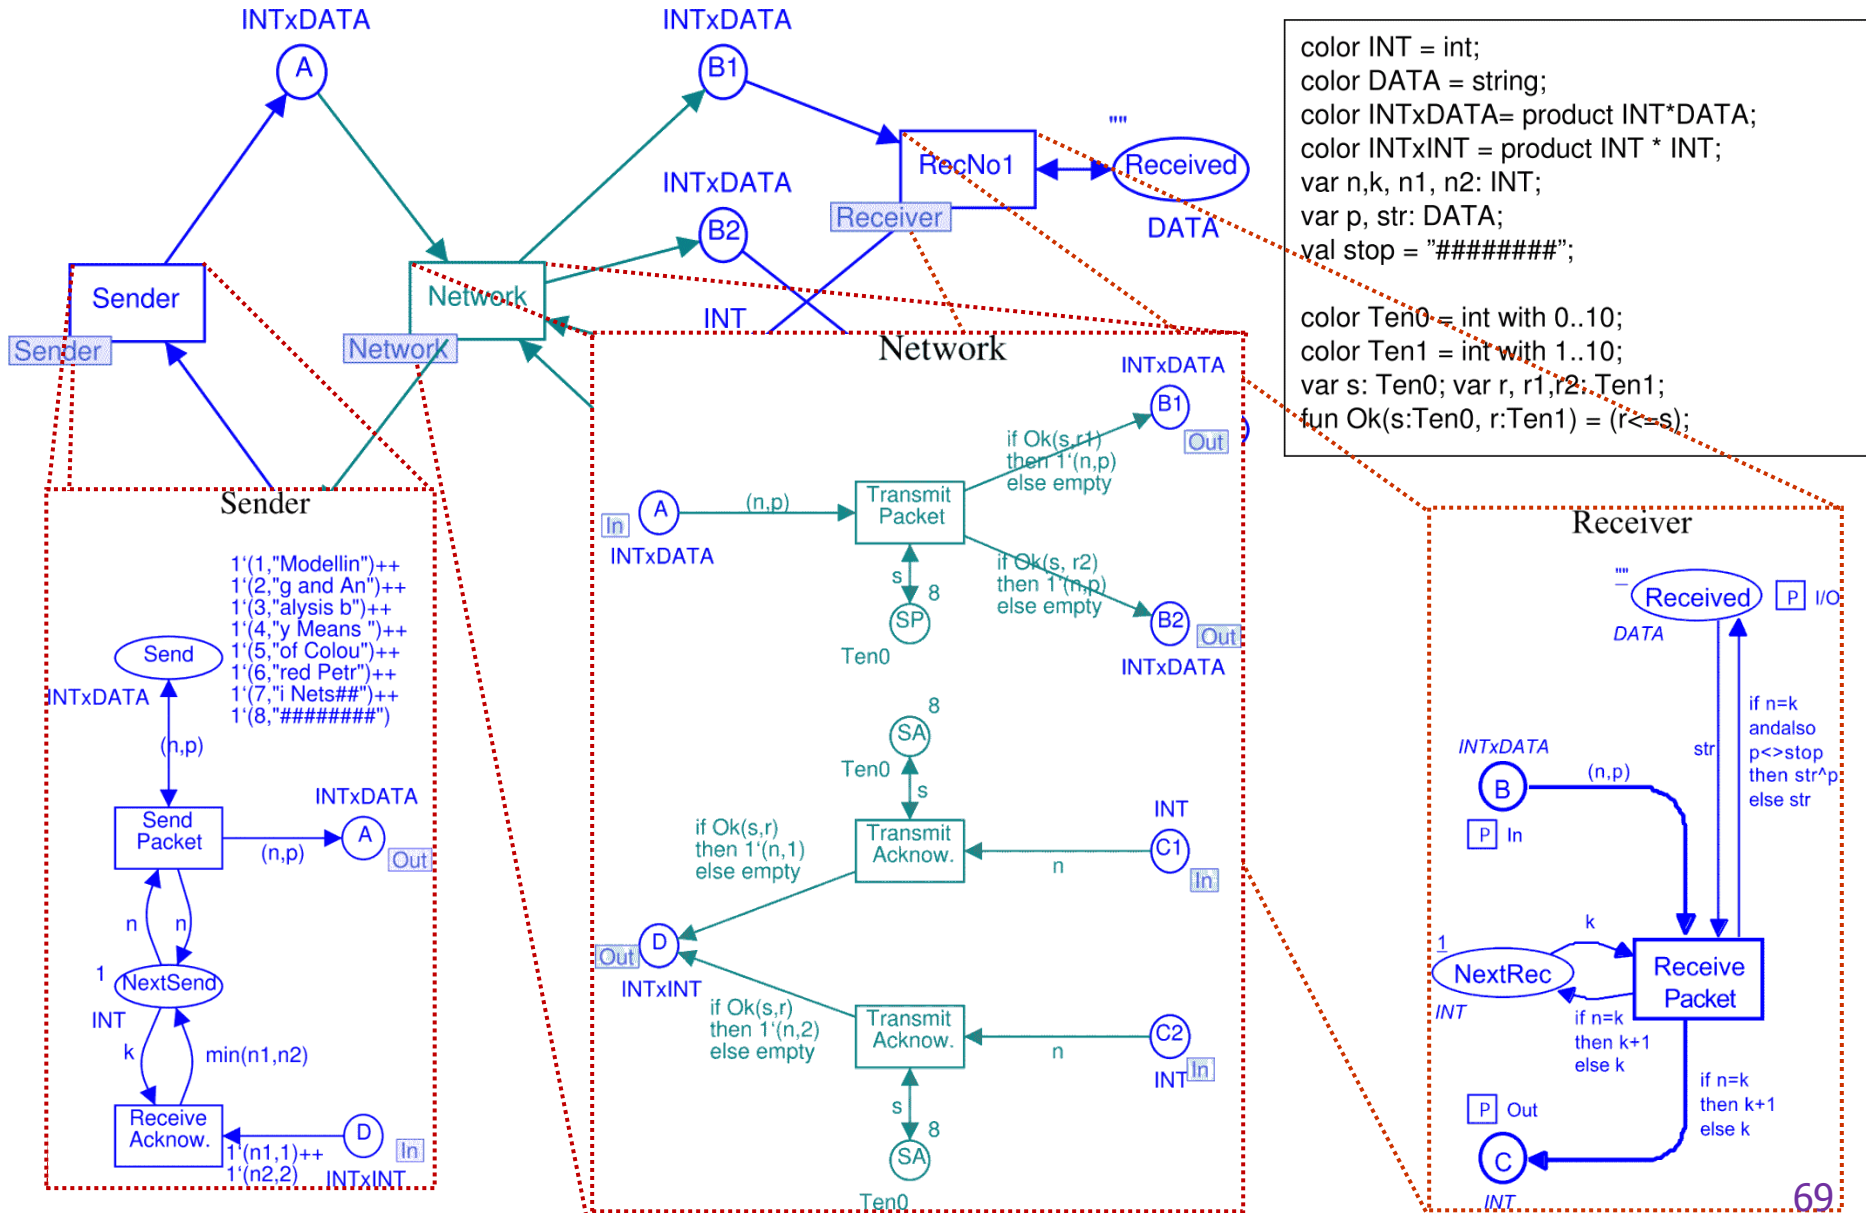 INTxDATA
A
INTxDATA
B1
INTxDATA
B2
""
RecNo1
Receiver
Received
DATA
Sender
Sender
Network
Network
INT
color INT = int;
color DATA = string;
color INTxDATA= product INT*DATA;
color INTxINT = product INT * INT;
var n,k, n1, n2: INT;
var p, str: DATA;
val stop = ”########”;
color Ten0 = int with 0..10;
color Ten1 = int with 1..10;
var s: Ten0; var r, r1,r2: Ten1;
fun Ok(s:Ten0, r:Ten1) = (r<=s);
Sender
1‘(1,"Modellin")++
1‘(2,"g and An")++
1‘(3,"alysis b")++
1‘(4,"y Means ")++
1‘(5,"of Colou")++
1‘(6,"red Petr")++
1‘(7,"i Nets##")++
1‘(8,"########")
Send
INTxDATA
(n,p)
Send
Packet
(n,p)
INTxDATA
A
Out
n
n
1
NextSend
INT
k
min(n1,n2)
Receive
Acknow.
1‘(n1,1)++
1‘(n2,2)
D
In
INTxINT
Network
INTxDATA
B1
Out
if Ok(s,r1)
then 1‘(n,p)
else empty
In
A
(n,p)
INTxDATA
Transmit
Packet
if Ok(s, r2)
then 1‘(n,p)
else empty
s
8
SP
Ten0
B2
Out
INTxDATA
8
SA
Ten0
s
if Ok(s,r)
then 1‘(n,1)
else empty
Transmit
Acknow.
n
INT
C1
In
D
Out
INTxINT
if Ok(s,r)
then 1‘(n,2)
else empty
Transmit
Acknow.
n
C2
INT
In
s
8
SA
Ten0
Receiver
""
Received
P I/O
DATA
str
if n=k
andalso
p<>stop
then str^p
else str
INTxDATA
B
(n,p)
P In
1
NextRec
INT
k
if n=k
then k+1
else k
Receive
Packet
if n=k
then k+1
else k
P Out
C
INT
69